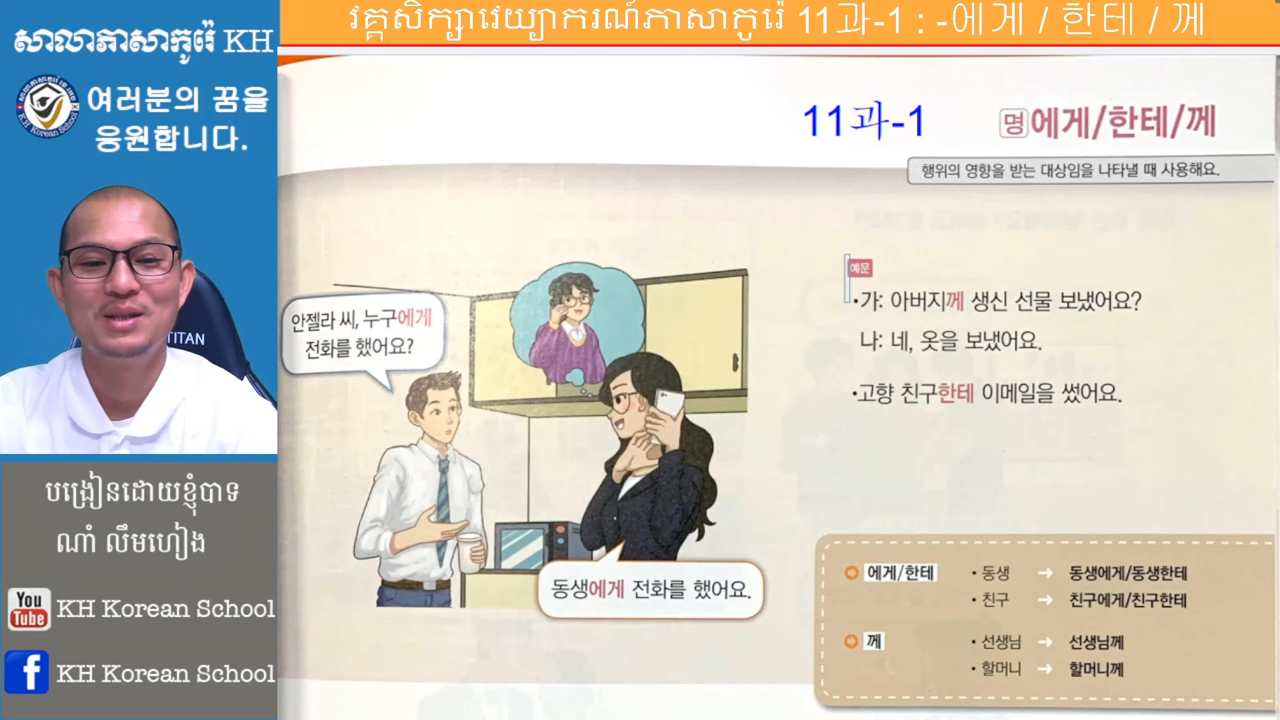 វគ្គសិក្សាវេយ្យាករណ៍ភាសាកូរ៉េ 11과-1 : -에게 / 한테 / 께
សាលាភាសាកូរ៉េ KH
여러분의 꿈을
응원합니다.
TITAN
បង្រៀនដោយខ្ញុំបាទ
ណាំ លឹមហៀង
You
Tube
KH Korean School
f KH Korean School
11과-1
명 에게/한테/께
행위의 영향을 받는 대상임을 나타낼 때 사용해요.
안젤라 씨, 누구에게
전화를 했어요?
동생에게 전화를 했어요.
예문
•가: 아버지께 생신 선물 보냈어요?
나: 네, 옷을 보냈어요.
•고향 친구한테 이메일을 썼어요.
에게/한테 • 동생 → 동생에게/동생한테
• 친구 → 친구에게/친구한테
께 • 선생님 → 선생님께
• 할머니 → 할머니께